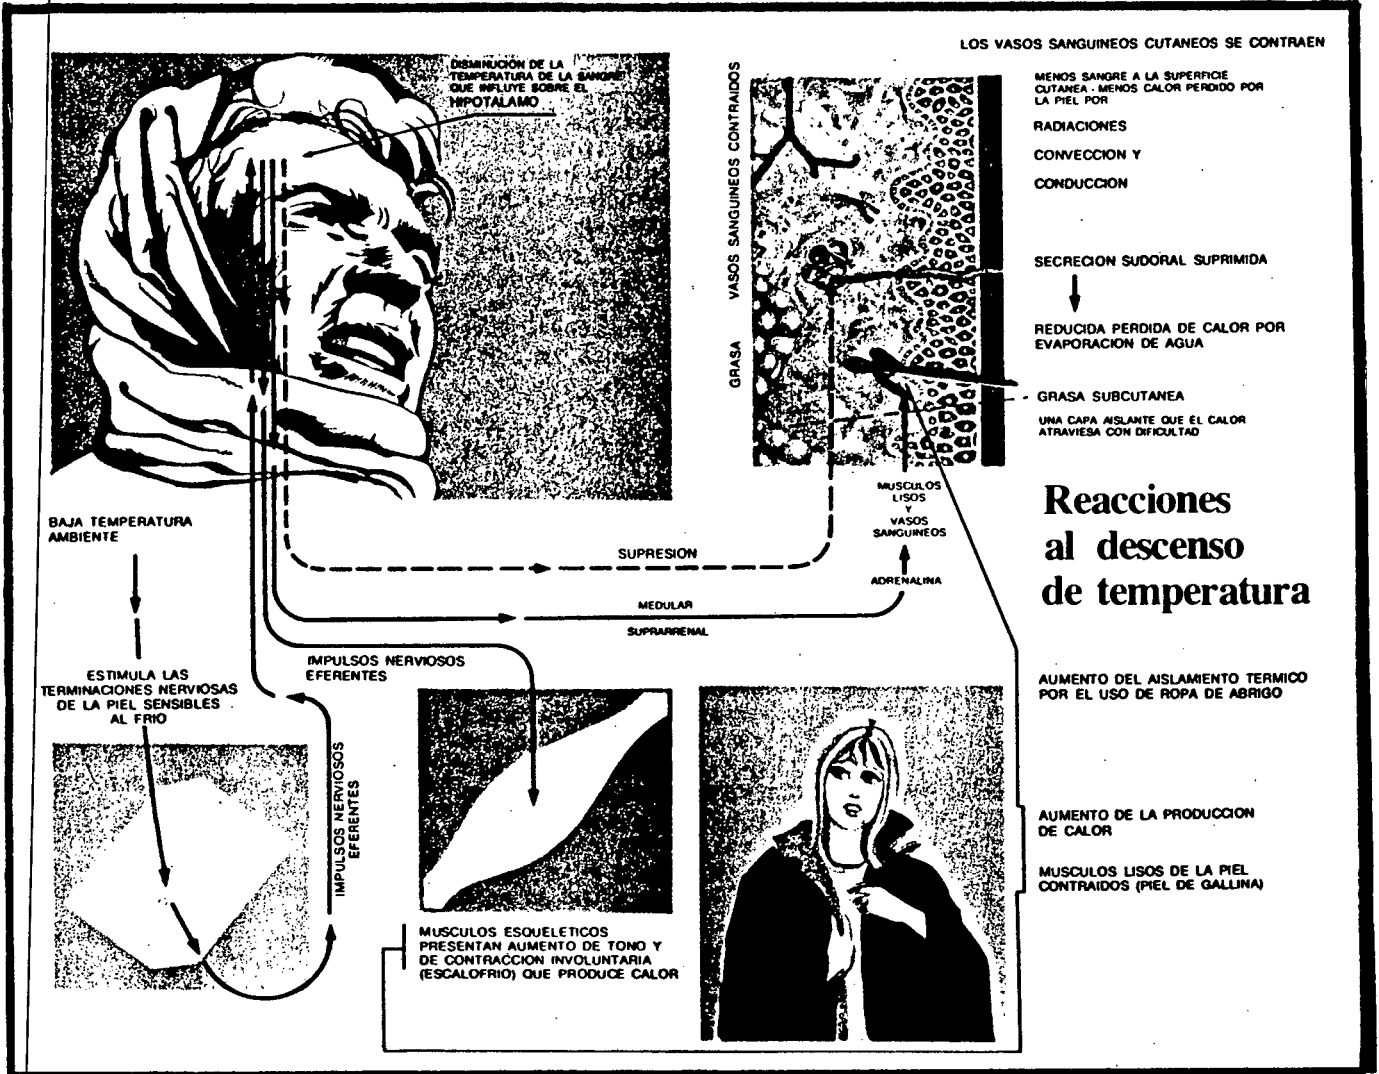 LOS VASOS SANGUINEOS CUTANEOS SE CONTRAEN
DISMINUCIÓN DE LA
TEMPERATURA DE LA SANGRE
QUE INFLUYE SOBRE EL
HIPOTALAMO
VASOS SANGUINEOS CONTRAIDOS
GRASA
MENOS SANGRE A LA SUPERFICIE
CUTANEA - MENOS CALOR PERDIDO POR
LA PIEL POR
RADIACIONES
CONVECCION Y
CONDUCCION
SECRECION SUDORAL SUPRIMIDA
REDUCIDA PERDIDA DE CALOR POR
EVAPORACION DE AGUA
GRASA SUBCUTANEA
UNA CAPA AISLANTE QUE EL CALOR
ATRAVIESA CON DIFICULTAD
MUSCULOS
LISOS
Y
VASOS
SANGUINEOS
ADRENALINA
Reacciones
al descenso
de temperatura
BAJA TEMPERATURA
AMBIENTE
SUPRESION
MEDULAR
SUPRARRENAL
IMPULSOS NERVIOSOS
EFERENTES
ESTIMULA LAS
TERMINACIONES NERVIOSAS
DE LA PIEL SENSIBLES
AL FRIO
IMPULSOS NERVIOSOS
EFERENTES
AUMENTO DEL AISLAMIENTO TERMICO
POR EL USO DE ROPA DE ABRIGO
AUMENTO DE LA PRODUCCION
DE CALOR
MUSCULOS LISOS DE LA PIEL
CONTRAIDOS (PIEL DE GALLINA)
MUSCULOS ESQUELETICOS
PRESENTAN AUMENTO DE TONO Y
DE CONTRACCION INVOLUNTARIA
(ESCALOFRIO) QUE PRODUCE CALOR